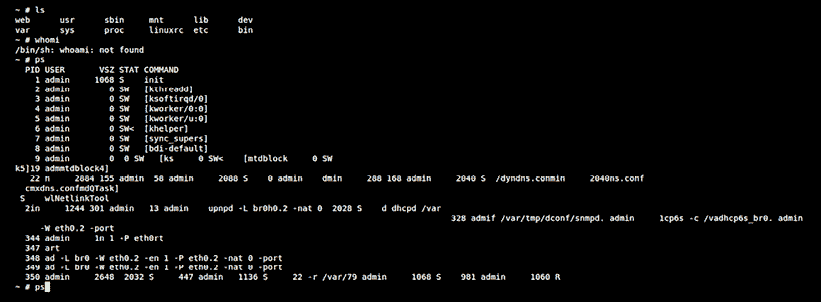 ~ # ls
web usr sbin mnt lib dev
var sys proc linuxrc etc bin
~ # whomi
/bin/sh: whoami: not found
~ # ps
PID USER VSZ STAT COMMAND
1 admin 1068 S init
2 admin 0 SW [kthreadd]
3 admin 0 SW [ksoftirqd/0]
4 admin 0 SW [kworker/0:0]
5 admin 0 SW [kworker/u:0]
6 admin 0 SW< [khelper]
7 admin 0 SW [sync_supers]
8 admin 0 SW [bdi-default]
9 admin 0 0 SW [ks 0 SW< [mtdblock 0 SW
k5]19 admmtdblock4]
22 n 2884 155 admin 58 admin 2088 S 0 admin dmin 288 168 admin 2040 S /dyndns.conmin 2040ns.conf
cmxdns.confmdQTask]
S wlNetlinkTool
2in 1244 301 admin 13 admin upnpd -L br0h0.2 -nat 0 2028 S d dhcpd /var
328 admif /var/tmp/dconf/snmpd. admin 1cp6s -c /vadhcp6s_br0. admin
-W eth0.2 -port
344 admin 1n 1 -P eth0rt
347 art
348 ad -L br0 -W eth0.2 -en 1 -P eth0.2 -nat 0 -port
349 ad -L br0 -W eth0.2 -en 1 -P eth0.2 -nat 0 -port
350 admin 2648 2032 S 447 admin 1136 S 22 -r /var/79 admin 1068 S 981 admin 1060 R
~ # ps